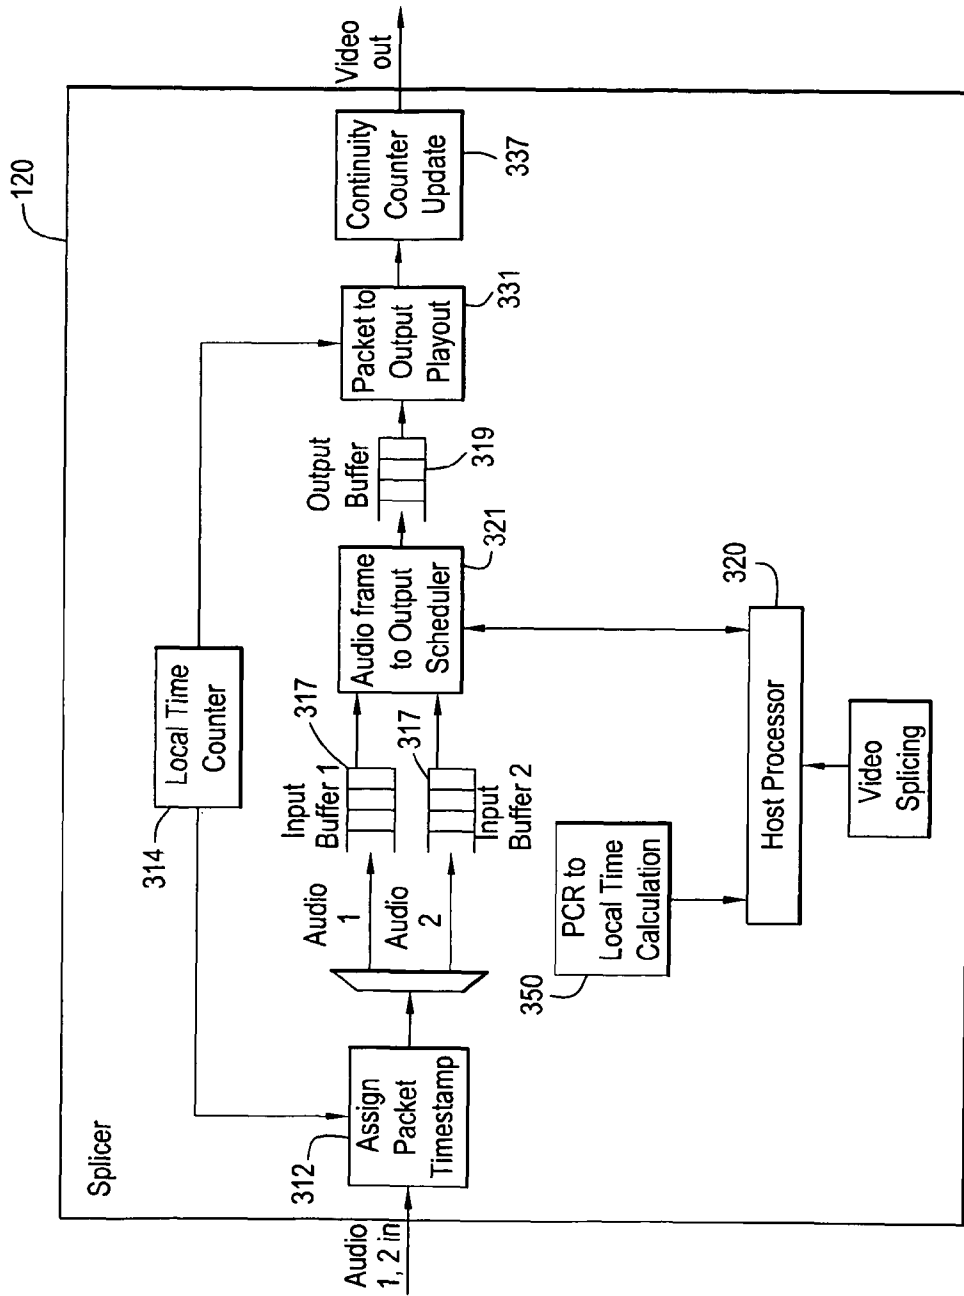 120
Splicer
Audio
1, 2 in
Assign
Packet
Timestamp
312
Local Time
Counter
314
Audio
1
Audio
2
Input
Buffer 1
317
317
Input
Buffer 2
Audio frame
to Output
Scheduler
321
Output
Buffer
319
Packet to
Output
Playout
331
Continuity
Counter
Update
337
Video
out
PCR to
Local Time
Calculation
350
Host Processor
320
Video
Splicing